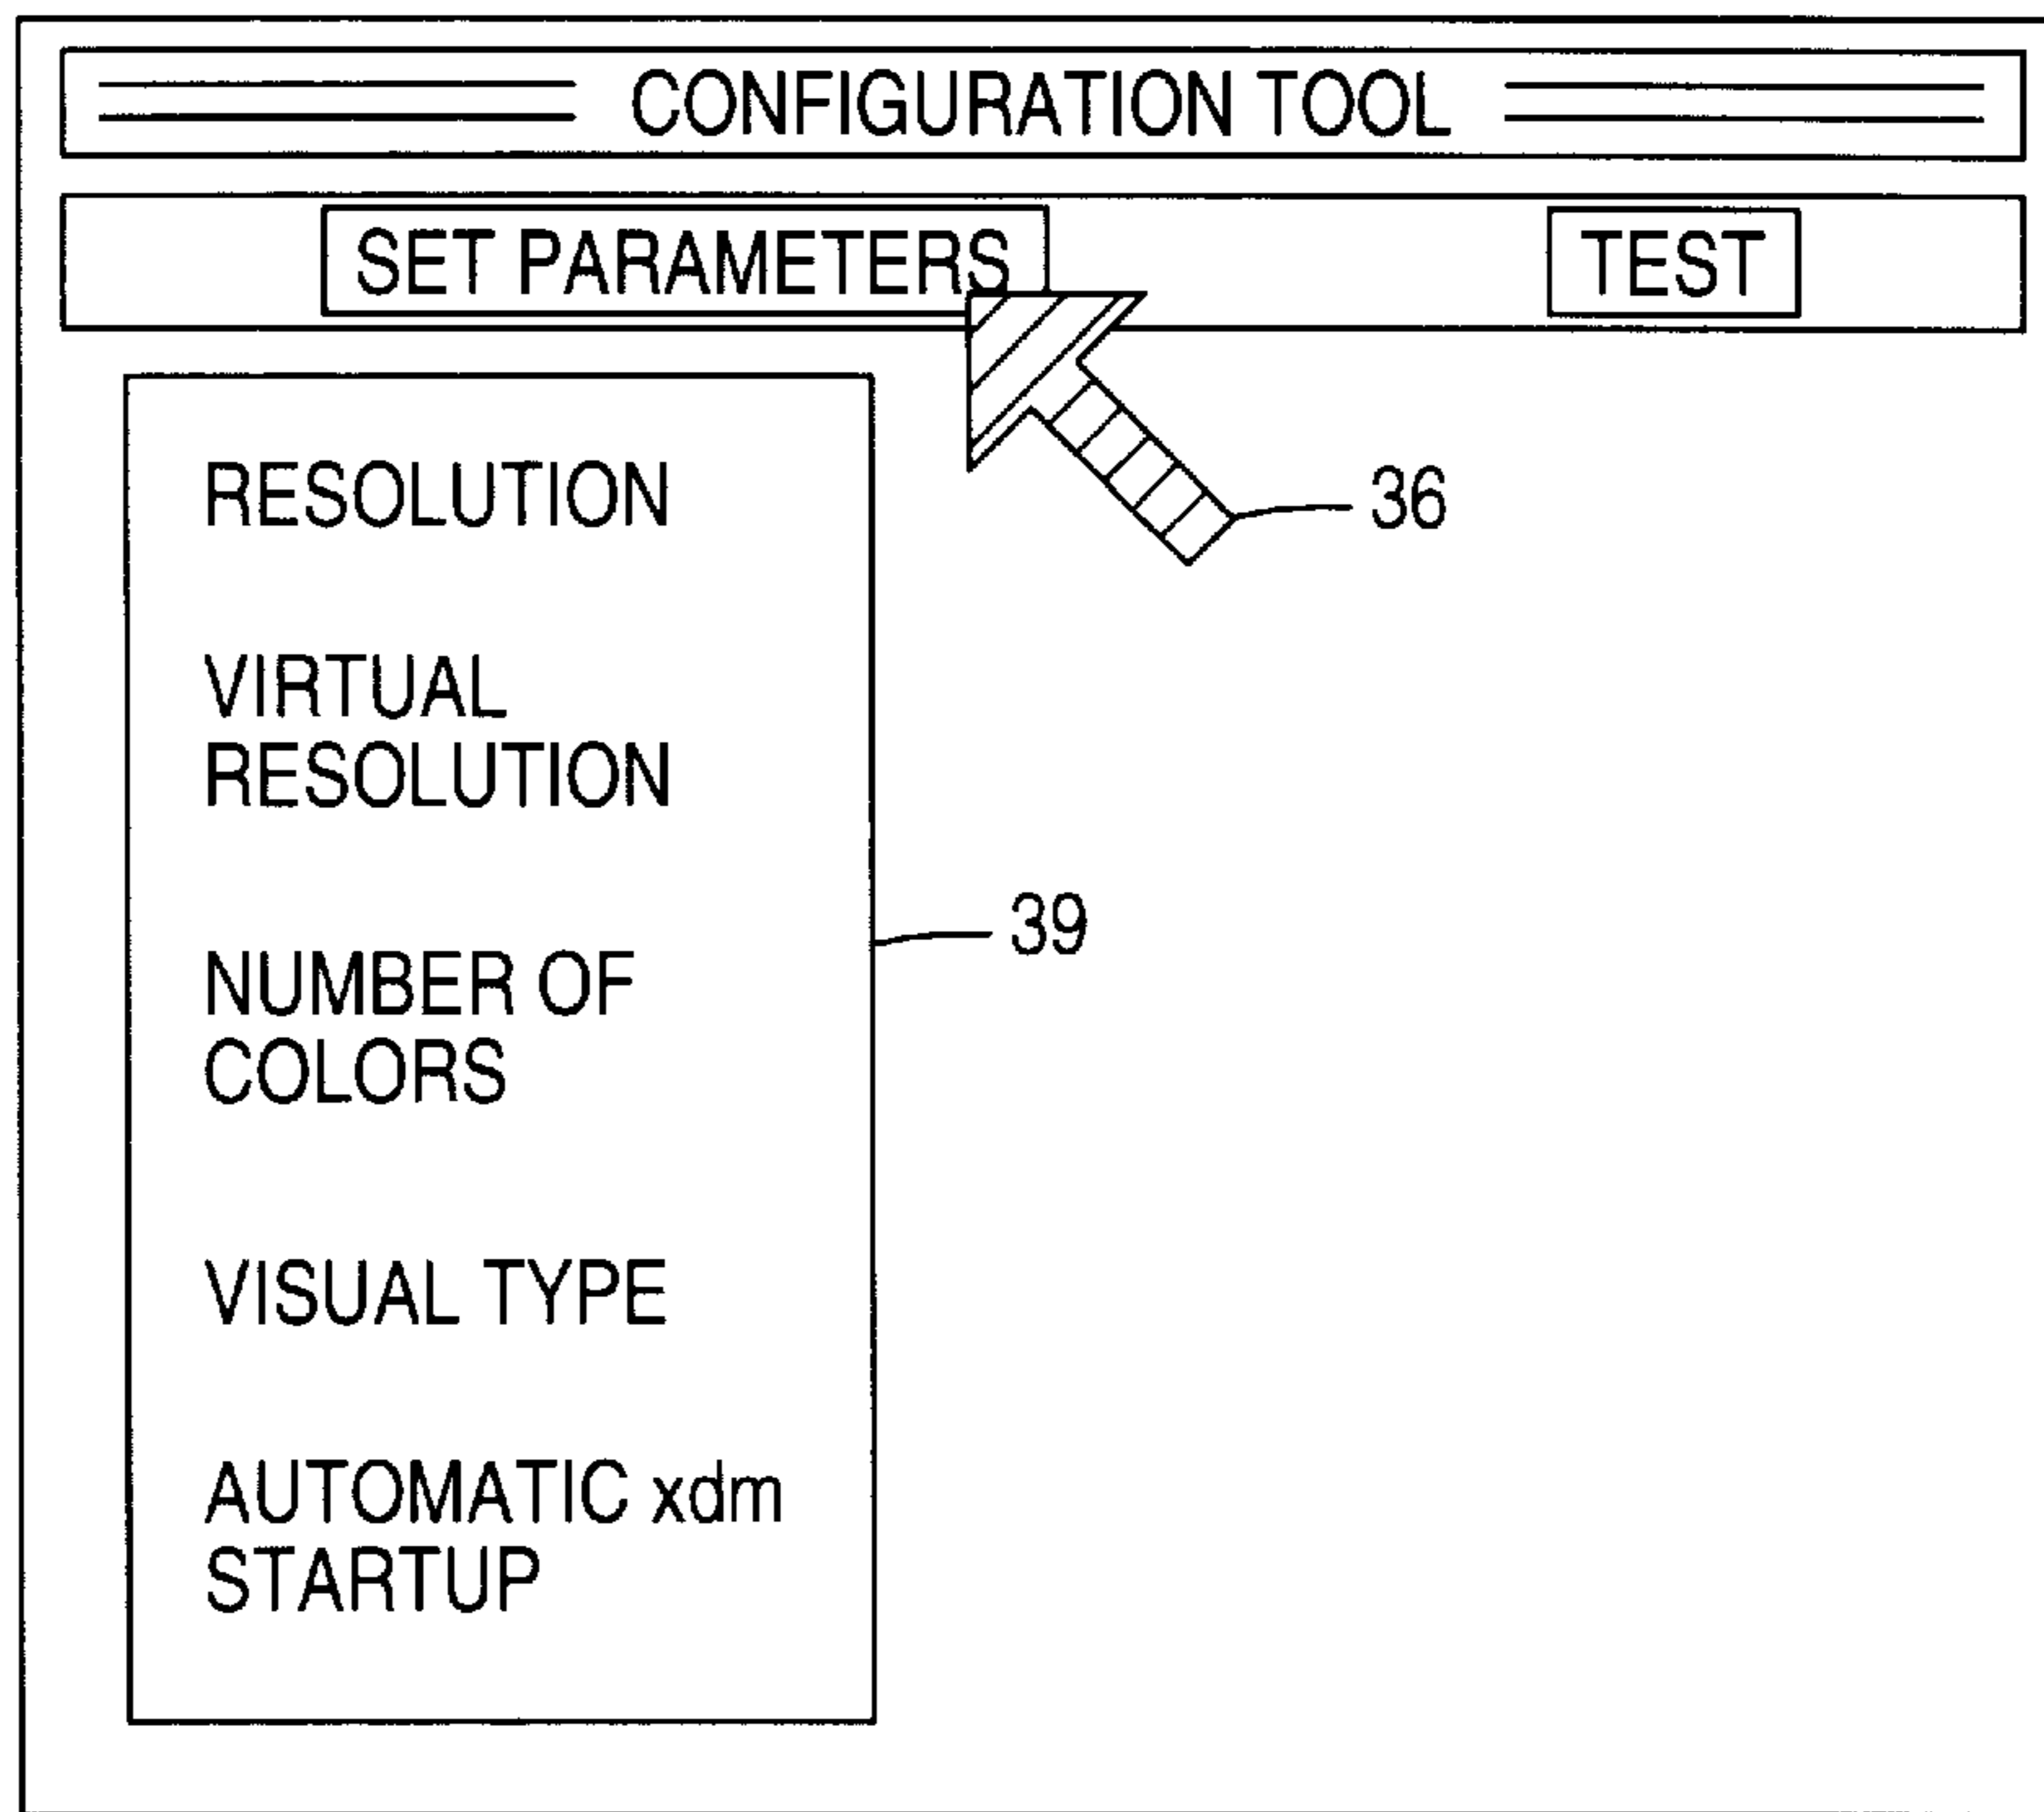 CONFIGURATION TOOL
SET PARAMETERS
TEST
RESOLUTION
36
VIRTUAL
RESOLUTION
39
NUMBER OF
COLORS
VISUAL TYPE
AUTOMATIC xdm
STARTUP